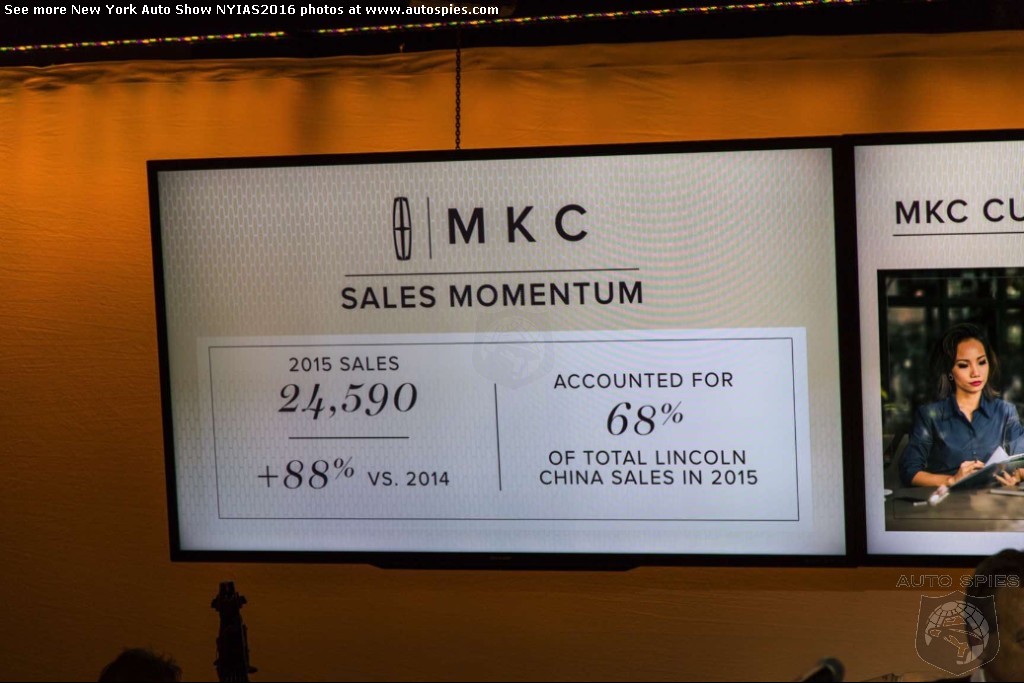 See more New York Auto Show NYIAS2016 photos at www.autospies.com
MKC
SALES MOMENTUM
2015 SALES
24,590
+88% VS. 2014
ACCOUNTED FOR
68%
OF TOTAL LINCOLN
CHINA SALES IN 2015
MKC CU
AUTO SPIES